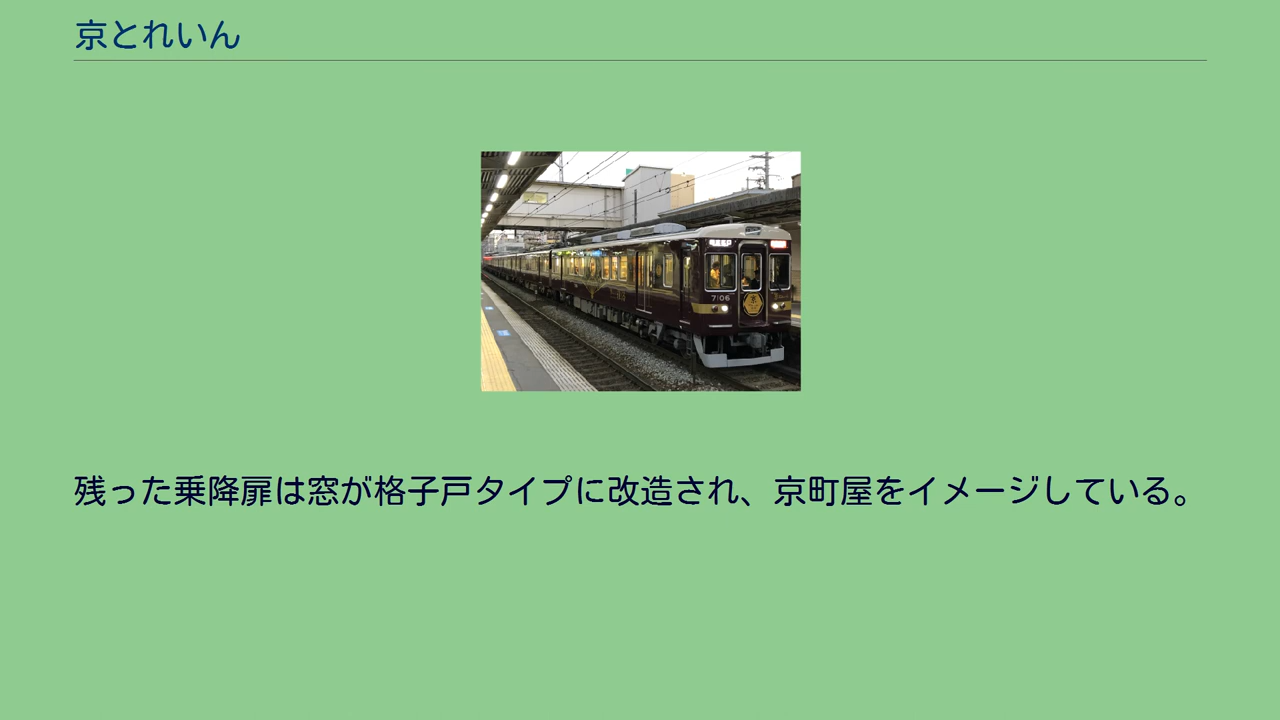 京とれいん
7106
残った乗降扉は窓が格子戸タイプに改造され、京町屋をイメージしている。